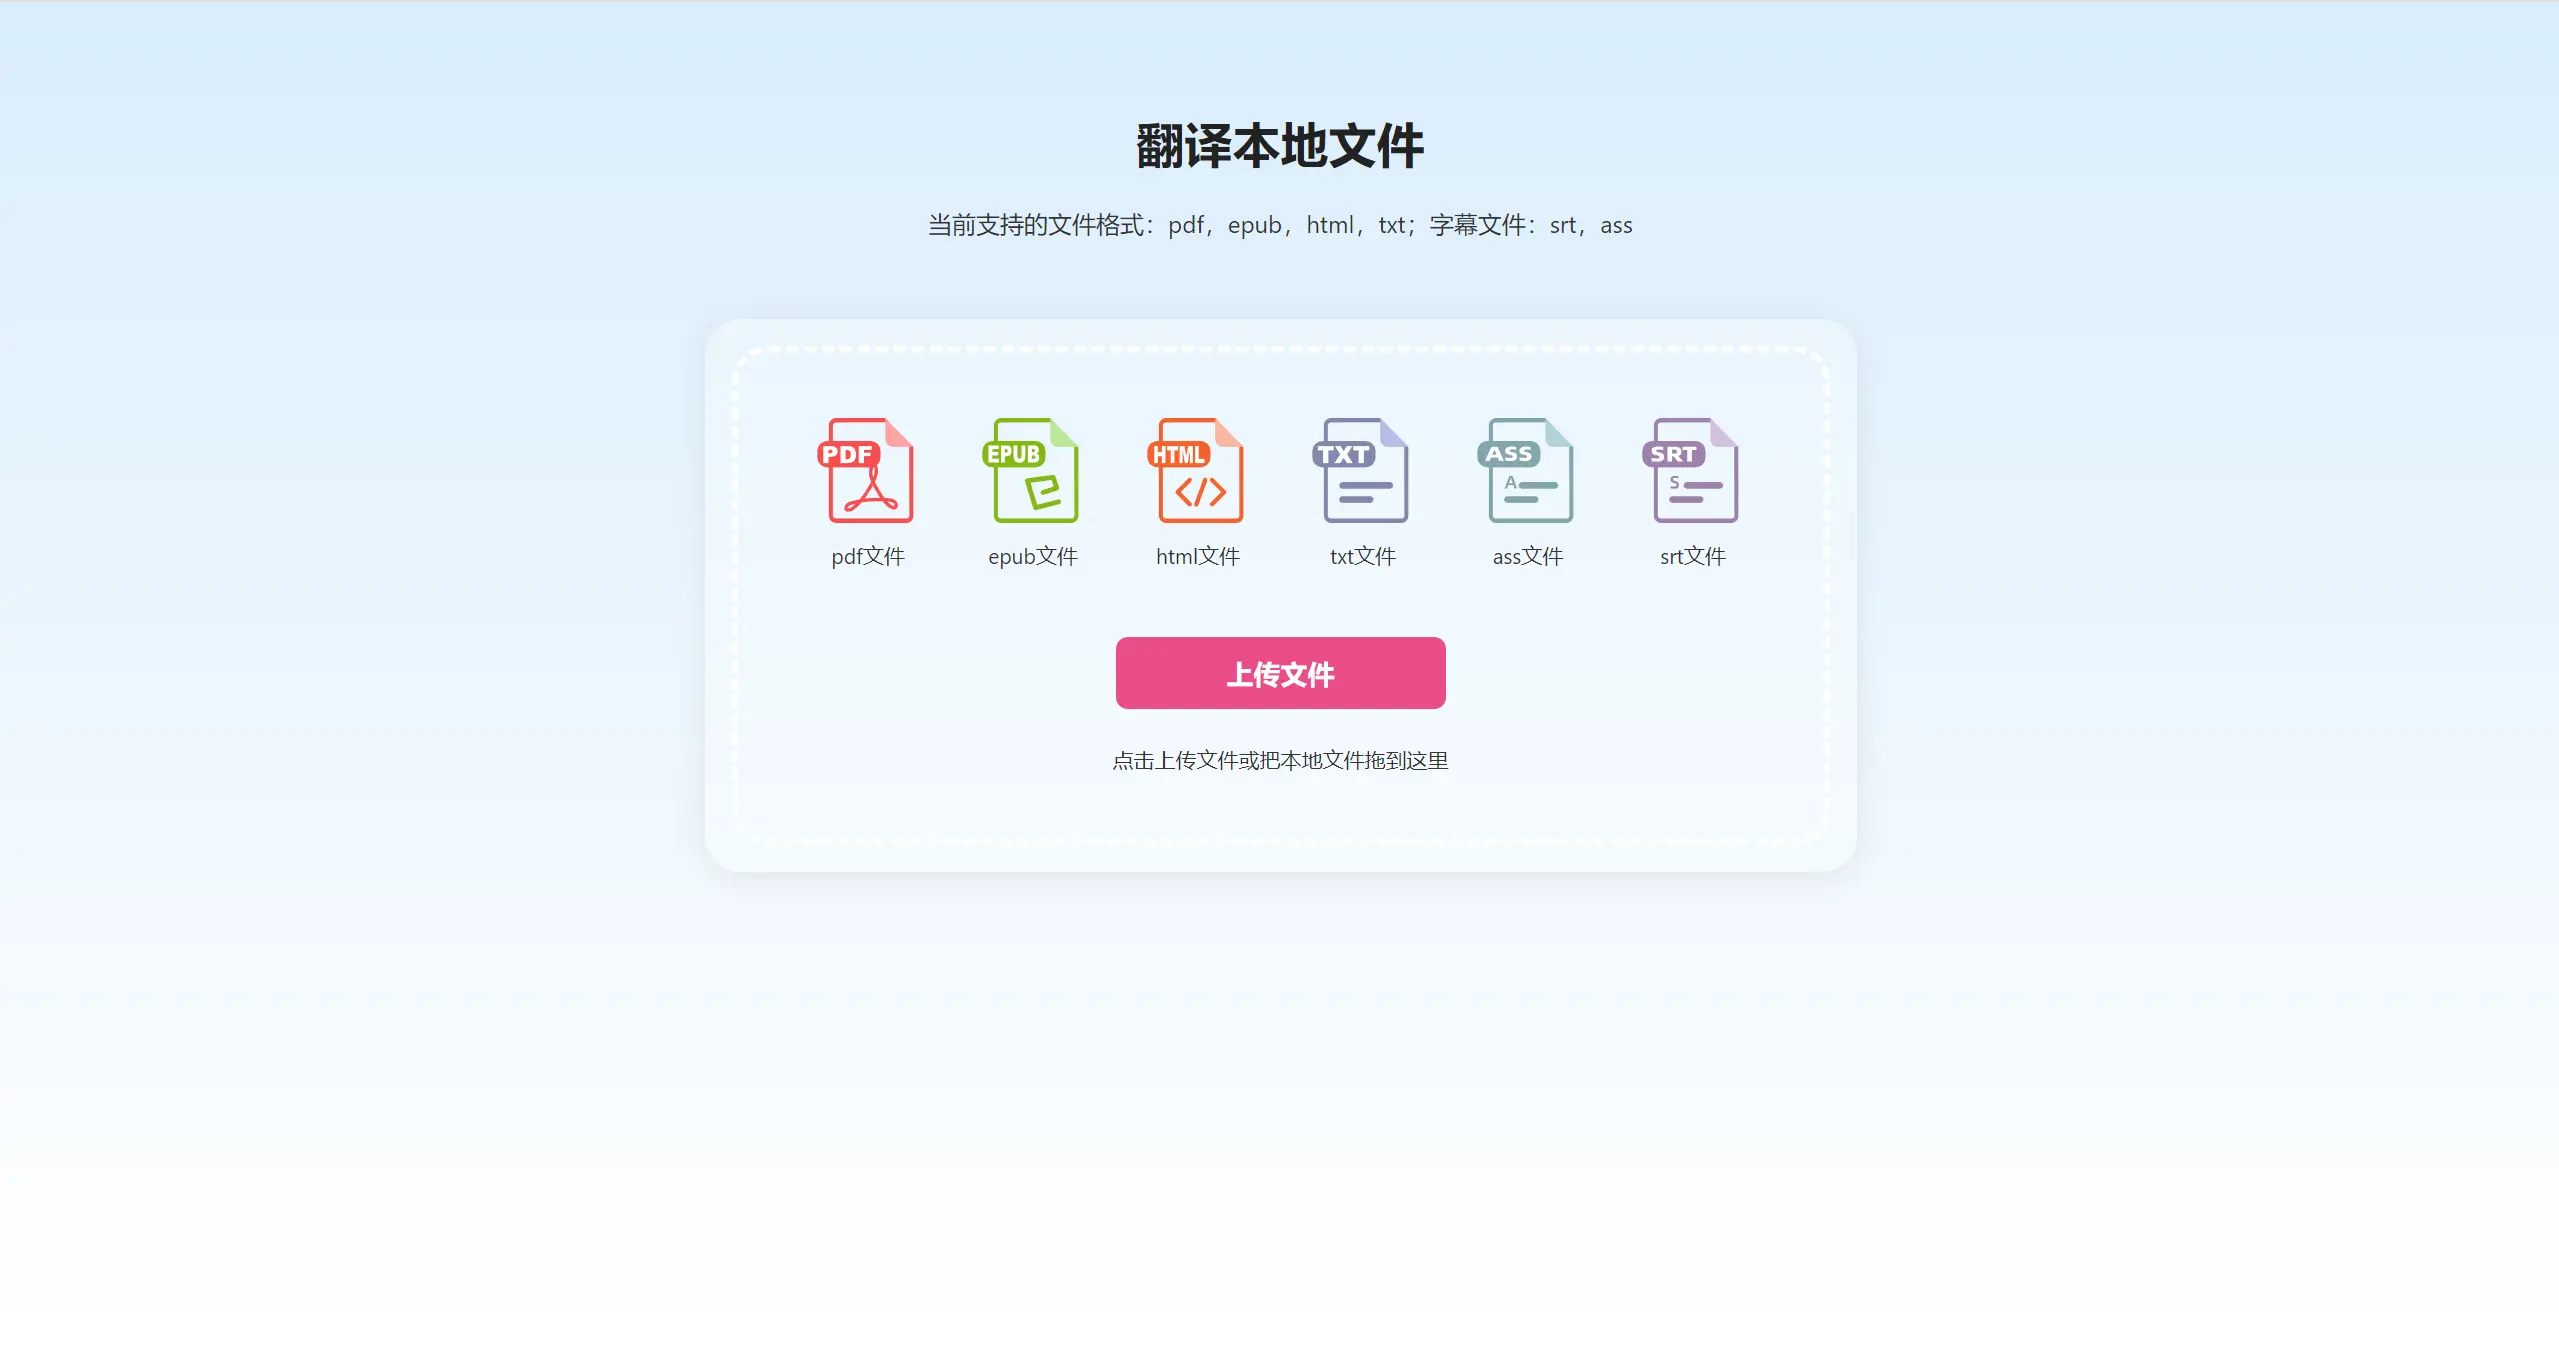 翻译本地文件
当前支持的文件格式：pdf，epub，html，txt；字幕文件：srt，ass
PDF
EPUB
HTML
TXT
ASS
A
SRT
S
pdf文件
epub文件
html文件
txt文件
ass文件
srt文件
上传文件
点击上传文件或把本地文件拖到这里